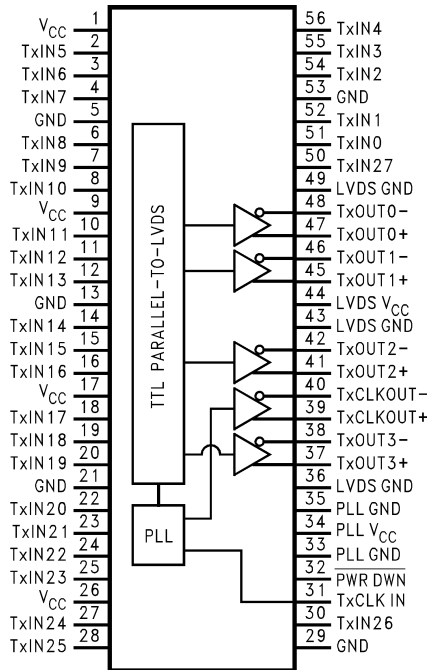 VCC 1
TxIN5 2
TxIN6 3
TxIN7 4
GND 5
TxIN8 6
TxIN9 7
TxIN10 8
VCC 9
TxIN11 10
TxIN12 11
TxIN13 12
GND 13
TxIN14 14
TxIN15 15
TxIN16 16
VCC 17
TxIN17 18
TxIN18 19
TxIN19 20
GND 21
TxIN20 22
TxIN21 23
TxIN22 24
TxIN23 25
VCC 26
TxIN24 27
TxIN25 28
TTL PARALLEL-TO-LVDS
PLL
56 TxIN4
55 TxIN3
54 TxIN2
53 GND
52 TxIN1
51 TxIN0
50 TxIN27
49 LVDS GND
48 TxOUT0-
47 TxOUT0+
46 TxOUT1-
45 TxOUT1+
44 LVDS VCC
43 LVDS GND
42 TxOUT2-
41 TxOUT2+
40 TxCLKOUT-
39 TxCLKOUT+
38 TxOUT3-
37 TxOUT3+
36 LVDS GND
35 PLL GND
34 PLL VCC
33 PLL GND
32 PWR DWN
31 TxCLK IN
30 TxIN26
29 GND